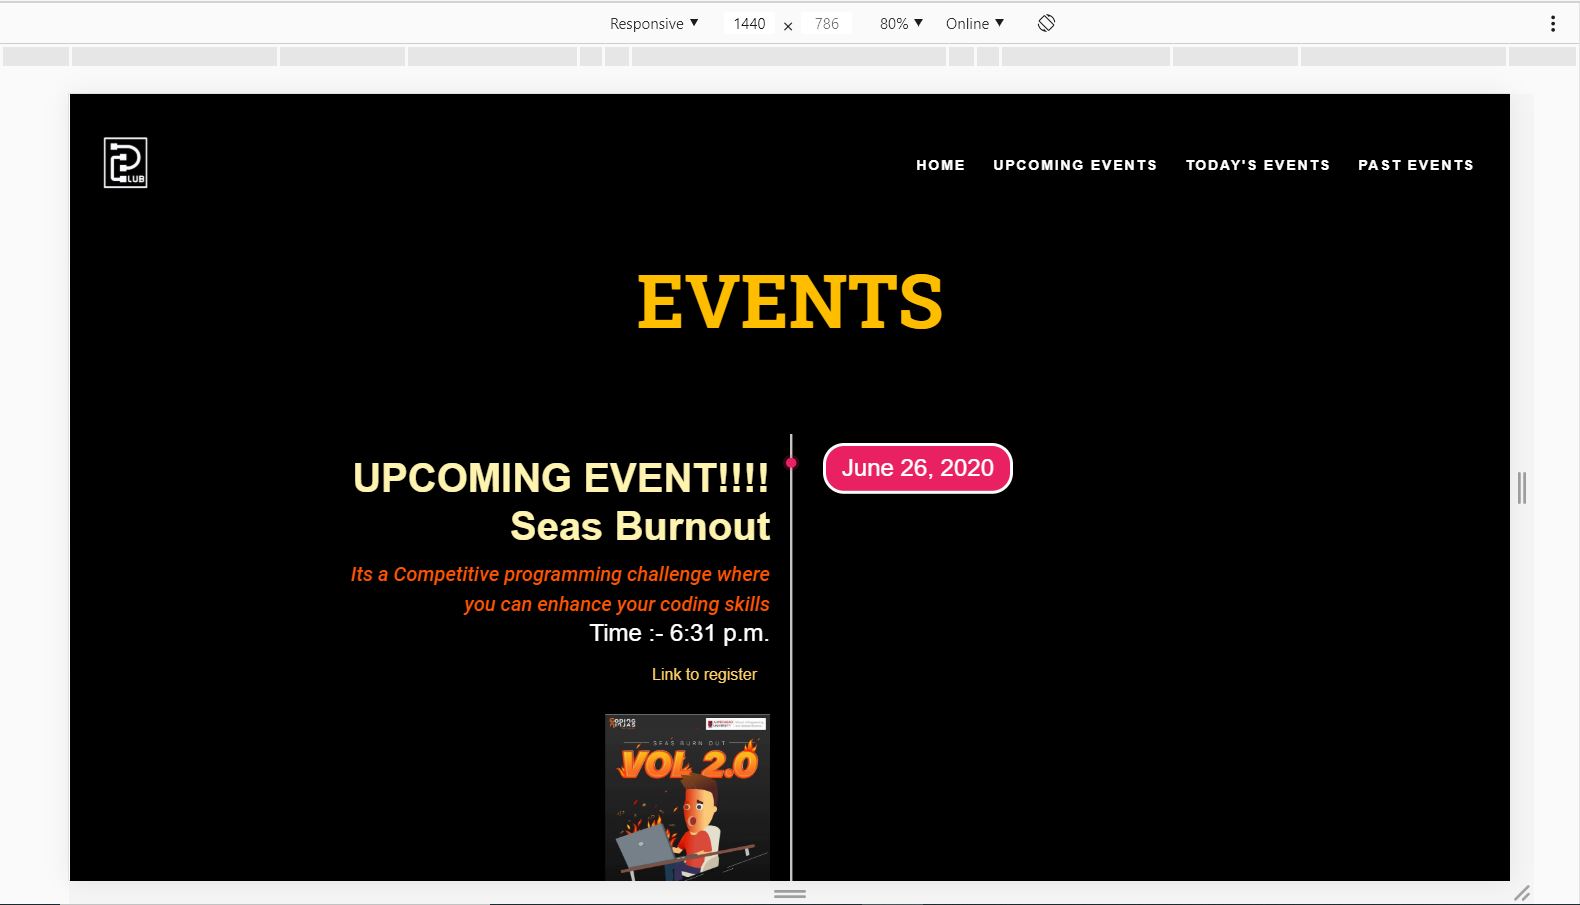 Responsive ▼ 1440 × 786 80% ▼ Online ▼
LUB
HOME UPCOMING EVENTS TODAY'S EVENTS PAST EVENTS
EVENTS
June 26, 2020
UPCOMING EVENT!!!!
Seas Burnout
Its a Competitive programming challenge where
you can enhance your coding skills
Time :- 6:31 p.m.
Link to register
CODING
NINJAS
SEAS BURN OUT
VOL 2.0